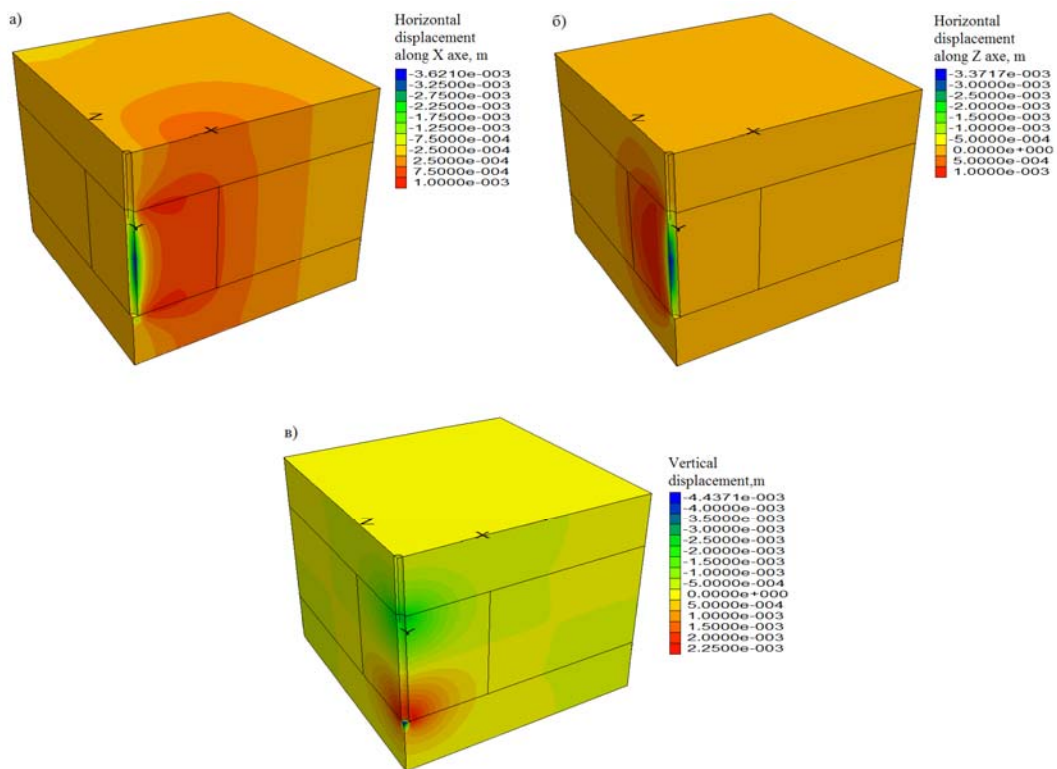 а)
Horizontal
displacement
along X axe, m
-3.6210e-003
-3.2500e-003
-2.7500e-003
-2.2500e-003
-1.7500e-003
-1.2500e-003
-7.5000e-004
-2.5000e-004
2.5000e-004
7.5000e-004
1.0000e-003
Z
X
Y
б)
Horizontal
displacement
along Z axe, m
-3.3717e-003
-3.0000e-003
-2.5000e-003
-2.0000e-003
-1.5000e-003
-1.0000e-003
-5.0000e-004
0.0000e+000
5.0000e-004
1.0000e-003
Z
X
Y
в)
Vertical
displacement,m
-4.4371e-003
-4.0000e-003
-3.5000e-003
-3.0000e-003
-2.5000e-003
-2.0000e-003
-1.5000e-003
-1.0000e-003
-5.0000e-004
0.0000e+000
5.0000e-004
1.0000e-003
1.5000e-003
2.0000e-003
2.2500e-003
Z
X
Y